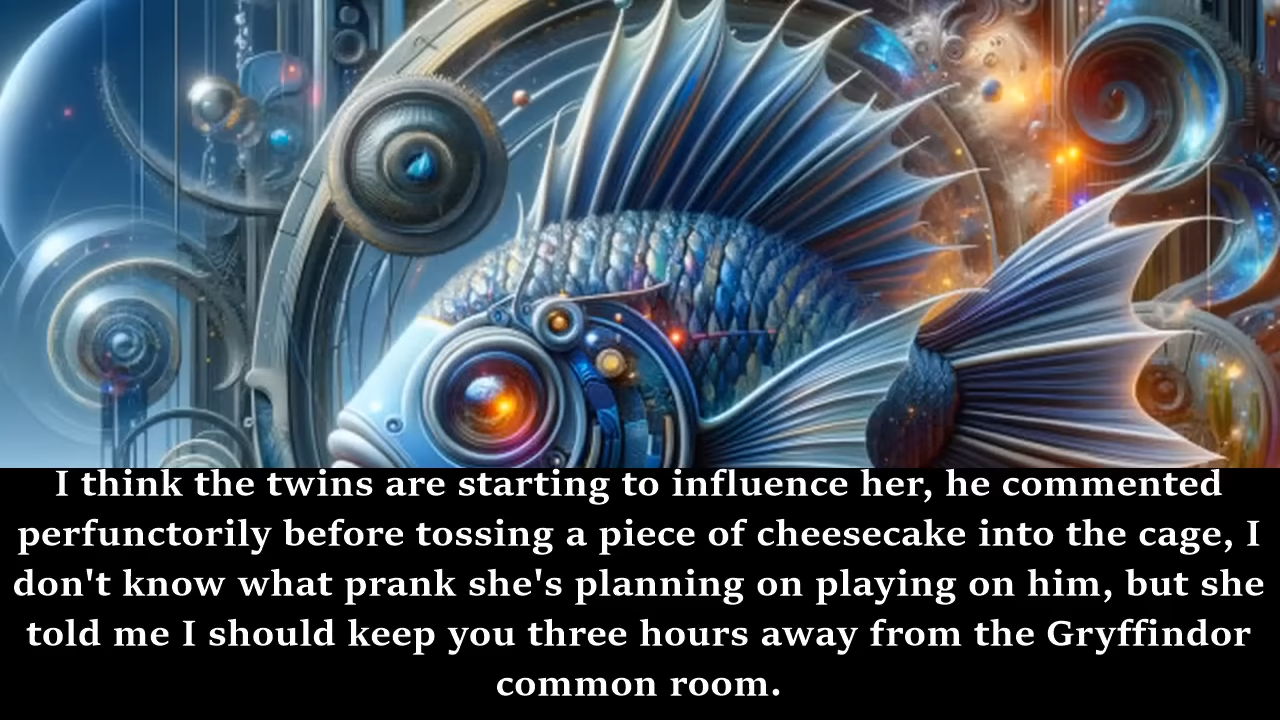 I think the twins are starting to influence her, he commented
perfunctorily before tossing a piece of cheesecake into the cage, I
don't know what prank she's planning on playing on him, but she
told me I should keep you three hours away from the Gryffindor
common room.